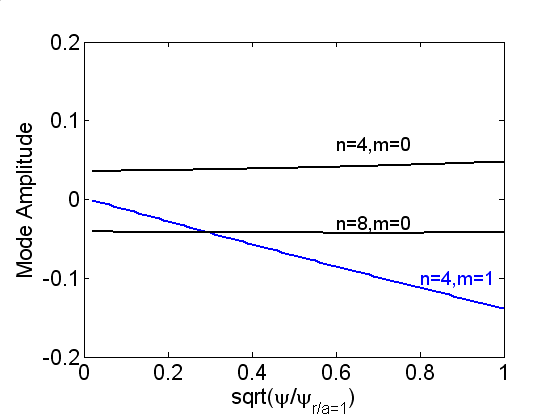 0.2
0.1
0
-0.1
-0.2
Mode Amplitude
n=4,m=0
n=8,m=0
n=4,m=1
0 0.2 0.4 0.6 0.8 1
sqrt(ψ/ψr/a=1)